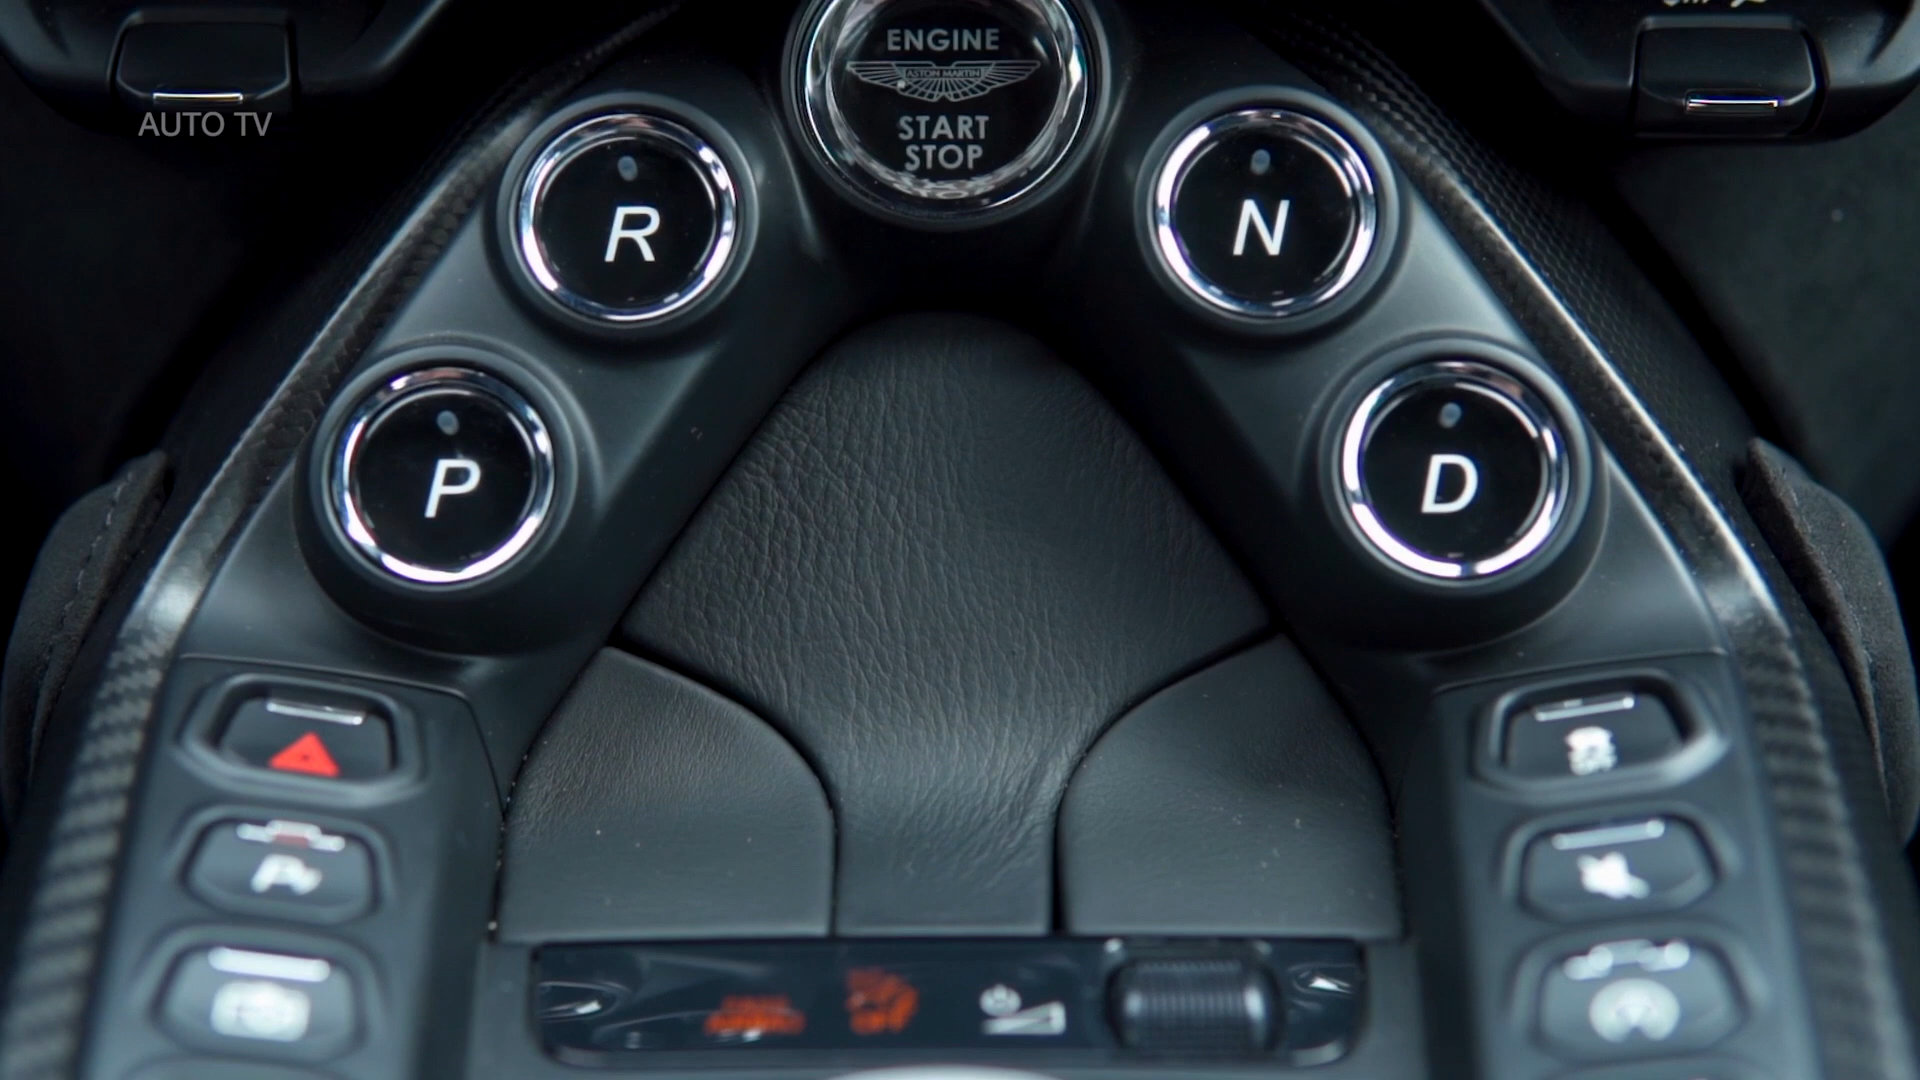 ENGINE
ASTON MARTIN
START
STOP
AUTO TV
R
N
P
D